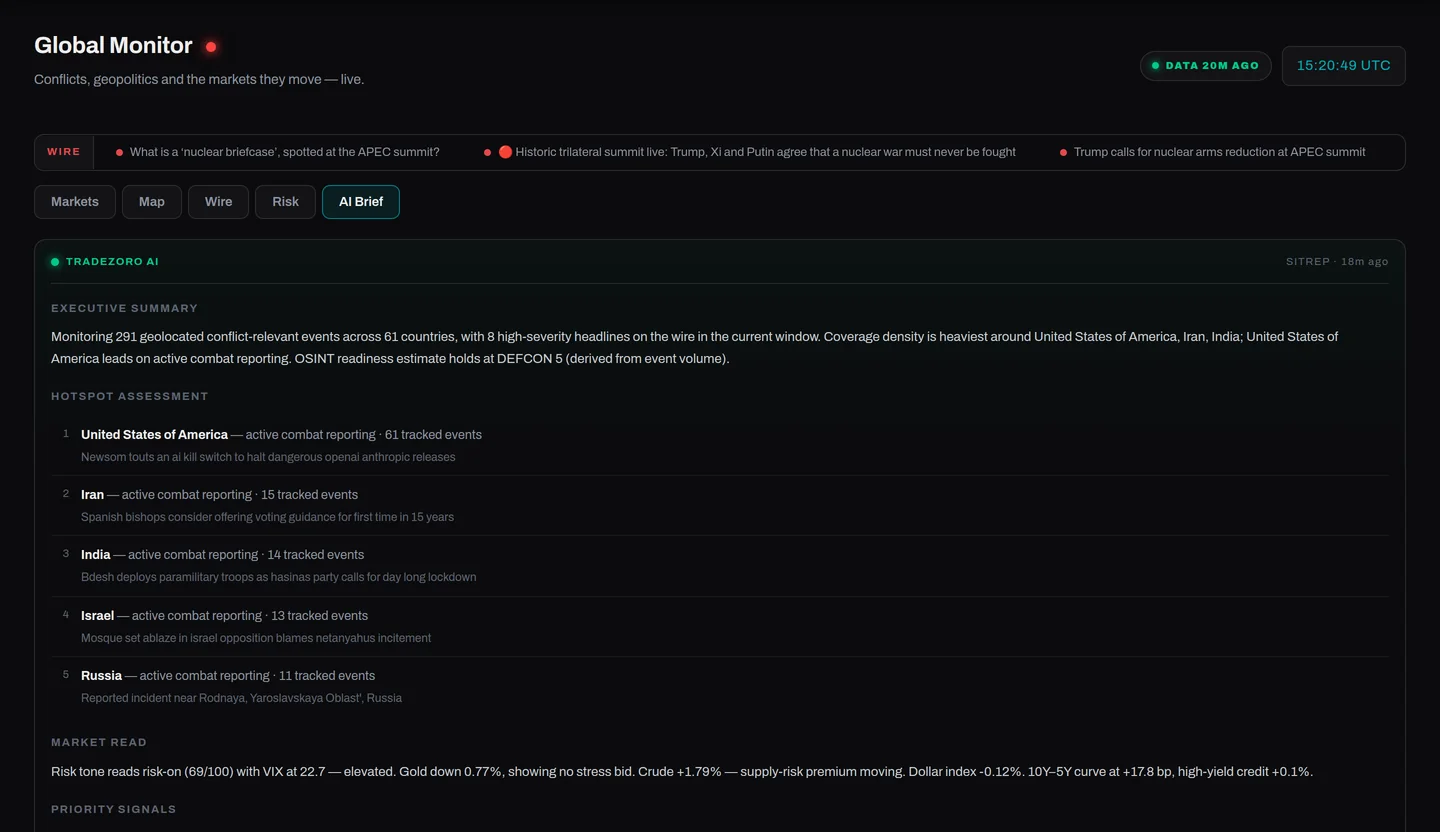 Global Monitor
Conflicts, geopolitics and the markets they move — live.
DATA 20M AGO
15:20:49 UTC
WIRE
What is a ‘nuclear briefcase’, spotted at the APEC summit?
🔴 Historic trilateral summit live: Trump, Xi and Putin agree that a nuclear war must never be fought
Trump calls for nuclear arms reduction at APEC summit
Markets
Map
Wire
Risk
AI Brief
TRADEZORO AI
SITREP · 18m ago
EXECUTIVE SUMMARY
Monitoring 291 geolocated conflict-relevant events across 61 countries, with 8 high-severity headlines on the wire in the current window. Coverage density is heaviest around United States of America, Iran, India; United States of
America leads on active combat reporting. OSINT readiness estimate holds at DEFCON 5 (derived from event volume).
HOTSPOT ASSESSMENT
1 United States of America — active combat reporting · 61 tracked events
Newsom touts an ai kill switch to halt dangerous openai anthropic releases
2 Iran — active combat reporting · 15 tracked events
Spanish bishops consider offering voting guidance for first time in 15 years
3 India — active combat reporting · 14 tracked events
Bdesh deploys paramilitary troops as hasinas party calls for day long lockdown
4 Israel — active combat reporting · 13 tracked events
Mosque set ablaze in israel opposition blames netanyahus incitement
5 Russia — active combat reporting · 11 tracked events
Reported incident near Rodnaya, Yaroslavskaya Oblast', Russia
MARKET READ
Risk tone reads risk-on (69/100) with VIX at 22.7 — elevated. Gold down 0.77%, showing no stress bid. Crude +1.79% — supply-risk premium moving. Dollar index -0.12%. 10Y–5Y curve at +17.8 bp, high-yield credit +0.1%.
PRIORITY SIGNALS